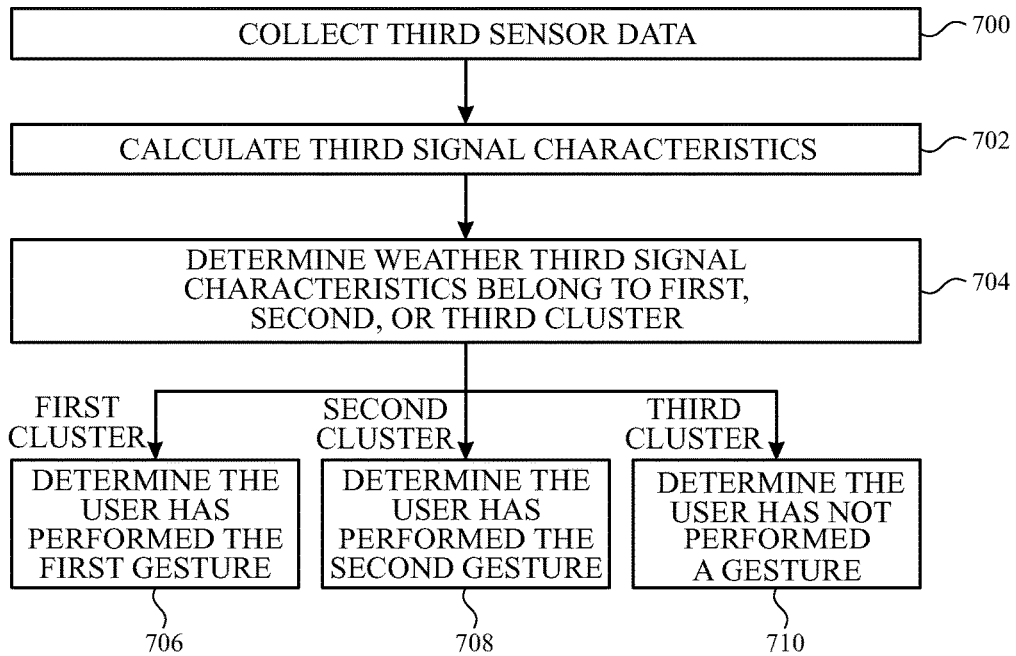 COLLECT THIRD SENSOR DATA
700
CALCULATE THIRD SIGNAL CHARACTERISTICS
702
DETERMINE WEATHER THIRD SIGNAL
CHARACTERISTICS BELONG TO FIRST,
SECOND, OR THIRD CLUSTER
704
FIRST
CLUSTER
SECOND
CLUSTER
THIRD
CLUSTER
DETERMINE THE
USER HAS
PERFORMED THE
FIRST GESTURE
DETERMINE THE
USER HAS
PERFORMED THE
SECOND GESTURE
DETERMINE THE
USER HAS NOT
PERFORMED
A GESTURE
706
708
710